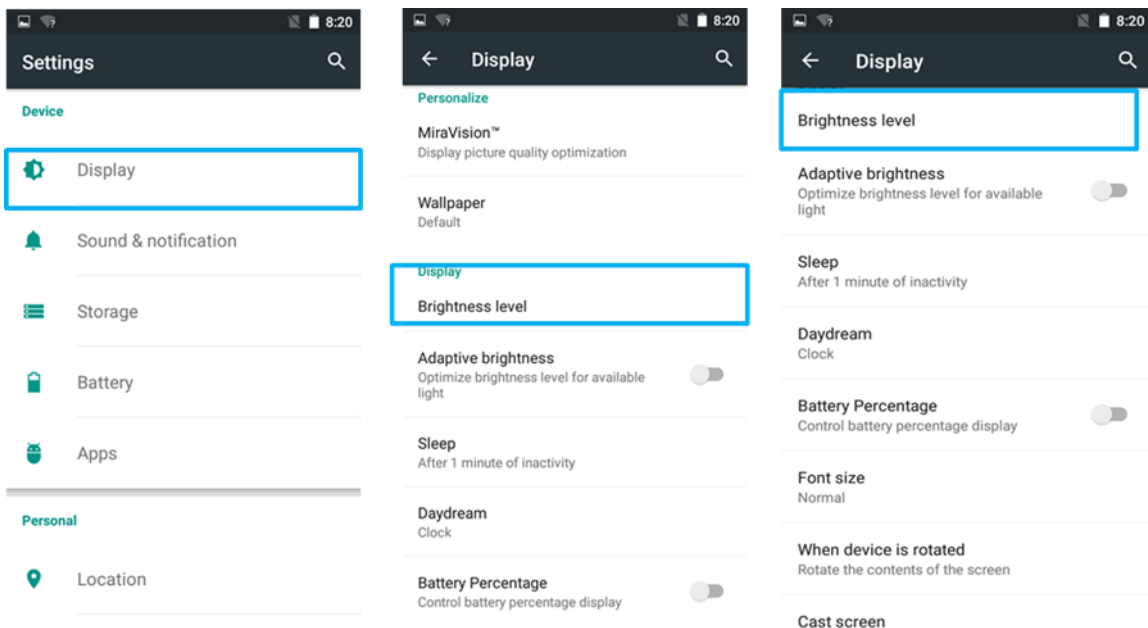 8:20
Settings
Device
Display
Sound & notification
Storage
Battery
Apps
Personal
Location
8:20
Display
Personalize
MiraVision™
Display picture quality optimization
Wallpaper
Default
Display
Brightness level
Adaptive brightness
Optimize brightness level for available
light
Sleep
After 1 minute of inactivity
Daydream
Clock
Battery Percentage
Control battery percentage display
8:20
Display
Brightness level
Adaptive brightness
Optimize brightness level for available
light
Sleep
After 1 minute of inactivity
Daydream
Clock
Battery Percentage
Control battery percentage display
Font size
Normal
When device is rotated
Rotate the contents of the screen
Cast screen